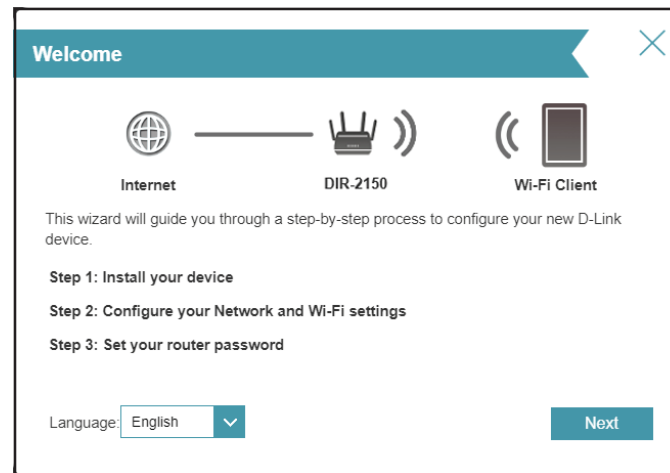 Welcome
Internet
DIR-2150
Wi-Fi Client
This wizard will guide you through a step-by-step process to configure your new D-Link
device.
Step 1: Install your device
Step 2: Configure your Network and Wi-Fi settings
Step 3: Set your router password
Language: English
Next